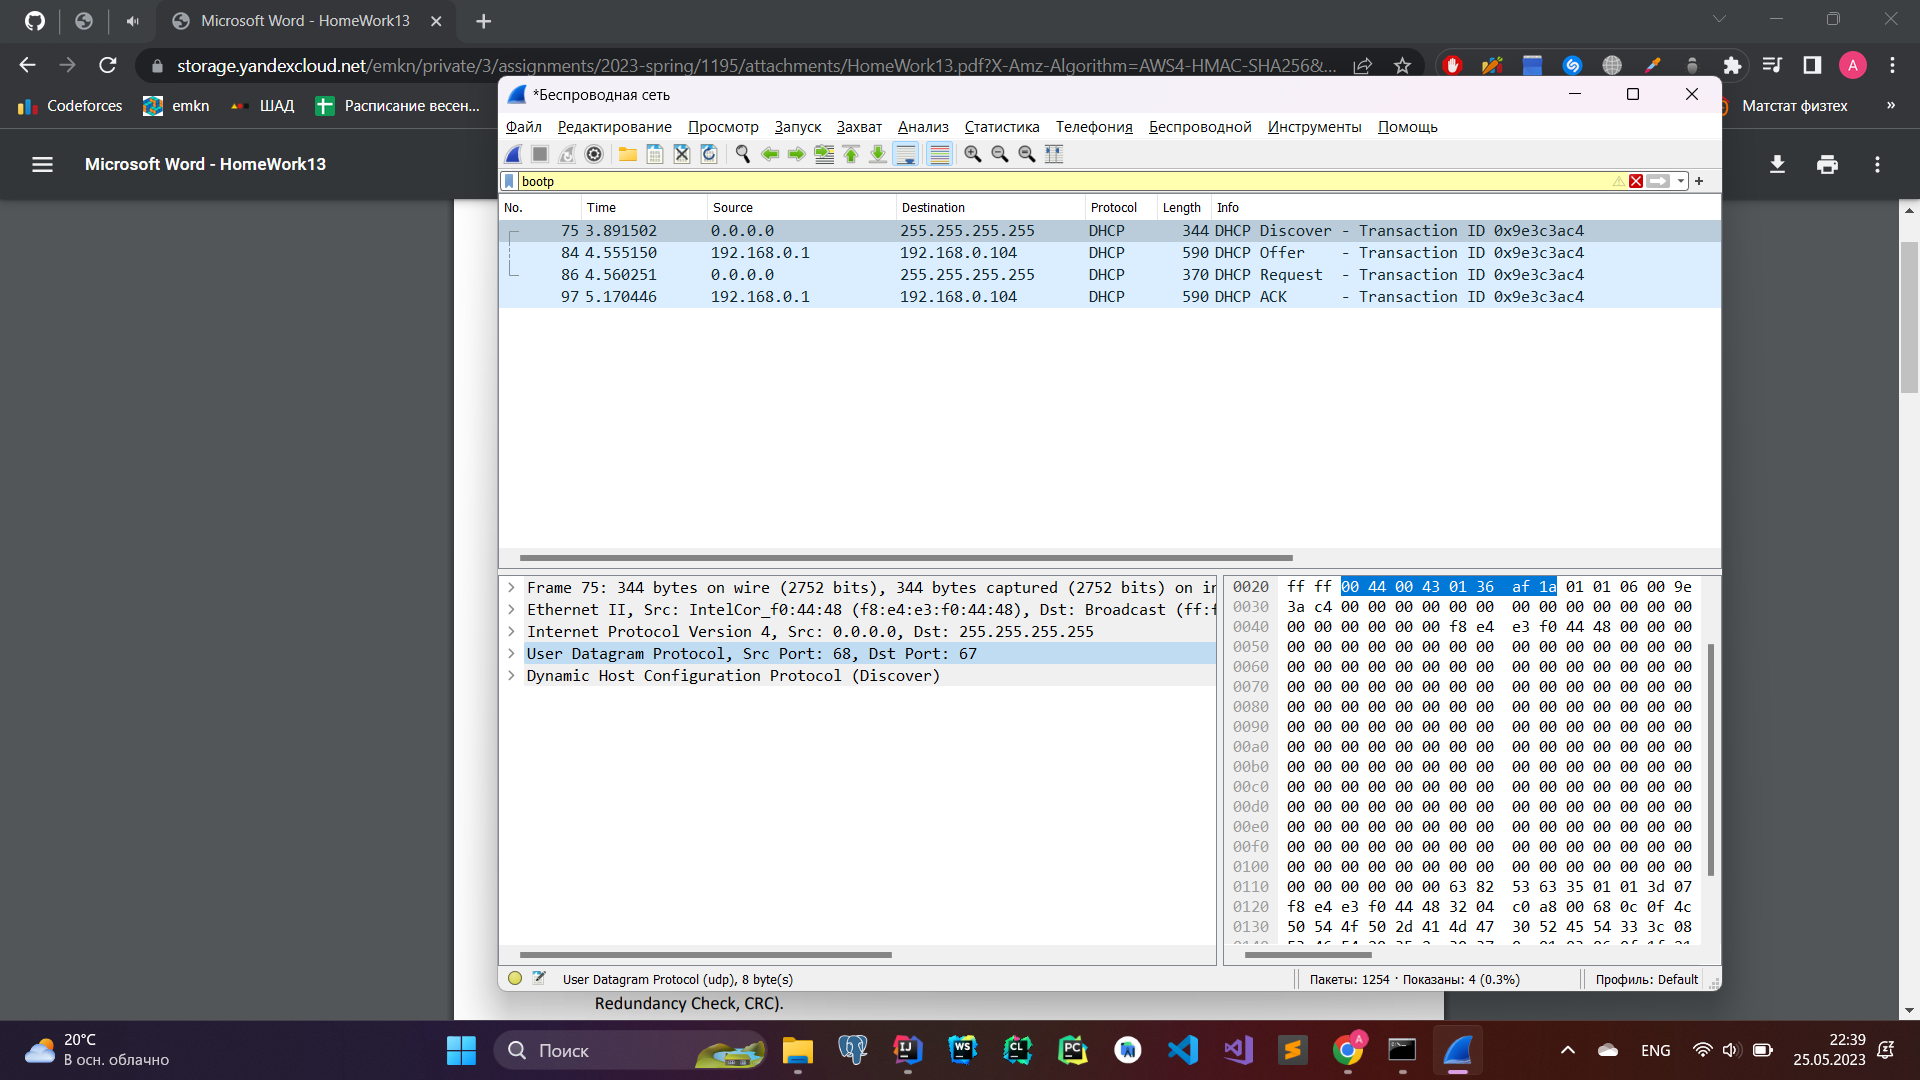 Microsoft Word - HomeWork13
storage.yandexcloud.net/emkn/private/3/assignments/2023-spring/1195/attachments/HomeWork13.pdf?X-Amz-Algorithm=AWS4-HMAC-SHA256&...
A
Codeforces
emkn
ШАД
Расписание весен...
Матстат физтех
»
Microsoft Word - HomeWork13
*Беспроводная сеть
Файл Редактирование Просмотр Запуск Захват Анализ Статистика Телефония Беспроводной Инструменты Помощь
bootp
No. Time Source Destination Protocol Length Info
75 3.891502 0.0.0.0 255.255.255.255 DHCP 344 DHCP Discover - Transaction ID 0x9e3c3ac4
84 4.555150 192.168.0.1 192.168.0.104 DHCP 590 DHCP Offer - Transaction ID 0x9e3c3ac4
86 4.560251 0.0.0.0 255.255.255.255 DHCP 370 DHCP Request - Transaction ID 0x9e3c3ac4
97 5.170446 192.168.0.1 192.168.0.104 DHCP 590 DHCP ACK - Transaction ID 0x9e3c3ac4
Frame 75: 344 bytes on wire (2752 bits), 344 bytes captured (2752 bits) on in
Ethernet II, Src: IntelCor_f0:44:48 (f8:e4:e3:f0:44:48), Dst: Broadcast (ff:f
Internet Protocol Version 4, Src: 0.0.0.0, Dst: 255.255.255.255
User Datagram Protocol, Src Port: 68, Dst Port: 67
Dynamic Host Configuration Protocol (Discover)
0020 ff ff 00 44 00 43 01 36 af 1a 01 01 06 00 9e
0030 3a c4 00 00 00 00 00 00 00 00 00 00 00 00 00
0040 00 00 00 00 00 00 f8 e4 e3 f0 44 48 00 00 00
0050 00 00 00 00 00 00 00 00 00 00 00 00 00 00 00
0060 00 00 00 00 00 00 00 00 00 00 00 00 00 00 00
0070 00 00 00 00 00 00 00 00 00 00 00 00 00 00 00
0080 00 00 00 00 00 00 00 00 00 00 00 00 00 00 00
0090 00 00 00 00 00 00 00 00 00 00 00 00 00 00 00
00a0 00 00 00 00 00 00 00 00 00 00 00 00 00 00 00
00b0 00 00 00 00 00 00 00 00 00 00 00 00 00 00 00
00c0 00 00 00 00 00 00 00 00 00 00 00 00 00 00 00
00d0 00 00 00 00 00 00 00 00 00 00 00 00 00 00 00
00e0 00 00 00 00 00 00 00 00 00 00 00 00 00 00 00
00f0 00 00 00 00 00 00 00 00 00 00 00 00 00 00 00
0100 00 00 00 00 00 00 00 00 00 00 00 00 00 00 00
0110 00 00 00 00 00 00 63 82 53 63 35 01 01 3d 07
0120 f8 e4 e3 f0 44 48 32 04 c0 a8 00 68 0c 0f 4c
0130 50 54 4f 50 2d 41 4d 47 30 52 45 54 33 3c 08
User Datagram Protocol (udp), 8 byte(s)
Пакеты: 1254 · Показаны: 4 (0.3%)
Профиль: Default
Redundancy Check, CRC).
20°C
В осн. облачно
Поиск
IJ
WS
CL
PC
A
ENG
22:39
25.05.2023